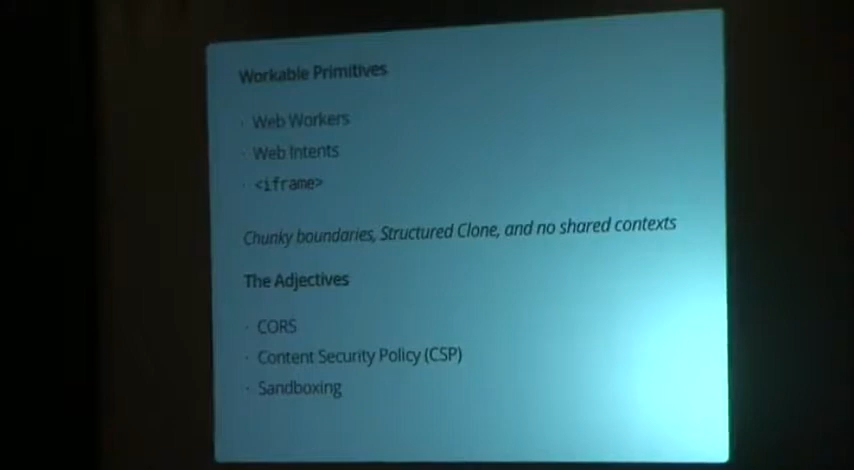 Workable Primitives
· Web Workers
· Web Intents
· <iframe>
Chunky boundaries, Structured Clone, and no shared contexts
The Adjectives
· CORS
· Content Security Policy (CSP)
· Sandboxing